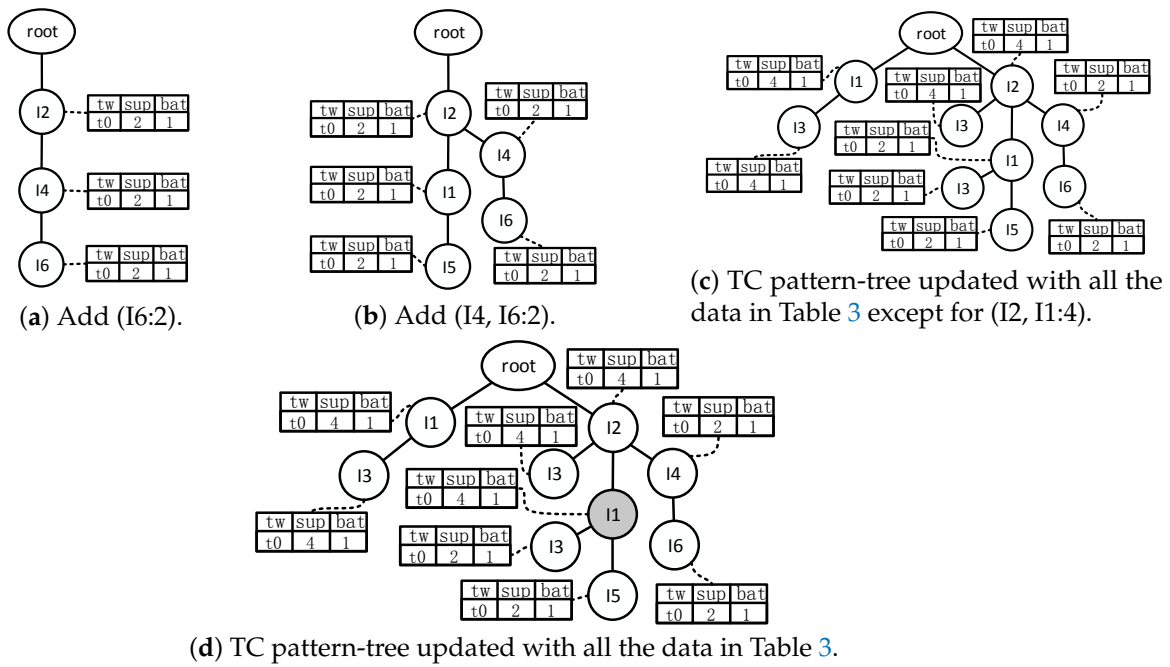 root
I2
tw sup bat
t0 2 1
I4
tw sup bat
t0 2 1
I6
tw sup bat
t0 2 1
(a) Add (I6:2).
root
tw sup bat
t0 2 1
I2
tw sup bat
t0 2 1
I4
tw sup bat
t0 2 1
I1
I6
tw sup bat
t0 2 1
I5
tw sup bat
t0 2 1
(b) Add (I4, I6:2).
root
tw sup bat
t0 4 1
tw sup bat
t0 4 1
I1
tw sup bat
t0 4 1
I2
tw sup bat
t0 2 1
I3
I3
I4
tw sup bat
t0 2 1
I1
tw sup bat
t0 4 1
tw sup bat
t0 2 1
I3
I6
tw sup bat
t0 2 1
I5
tw sup bat
t0 2 1
(c) TC pattern-tree updated with all the
data in Table 3 except for (I2, I1:4).
root
tw sup bat
t0 4 1
tw sup bat
t0 4 1
I1
tw sup bat
t0 4 1
I2
tw sup bat
t0 2 1
I3
I3
I4
tw sup bat
t0 4 1
I1
tw sup bat
t0 4 1
tw sup bat
t0 2 1
I3
I6
tw sup bat
t0 2 1
I5
tw sup bat
t0 2 1
(d) TC pattern-tree updated with all the data in Table 3.